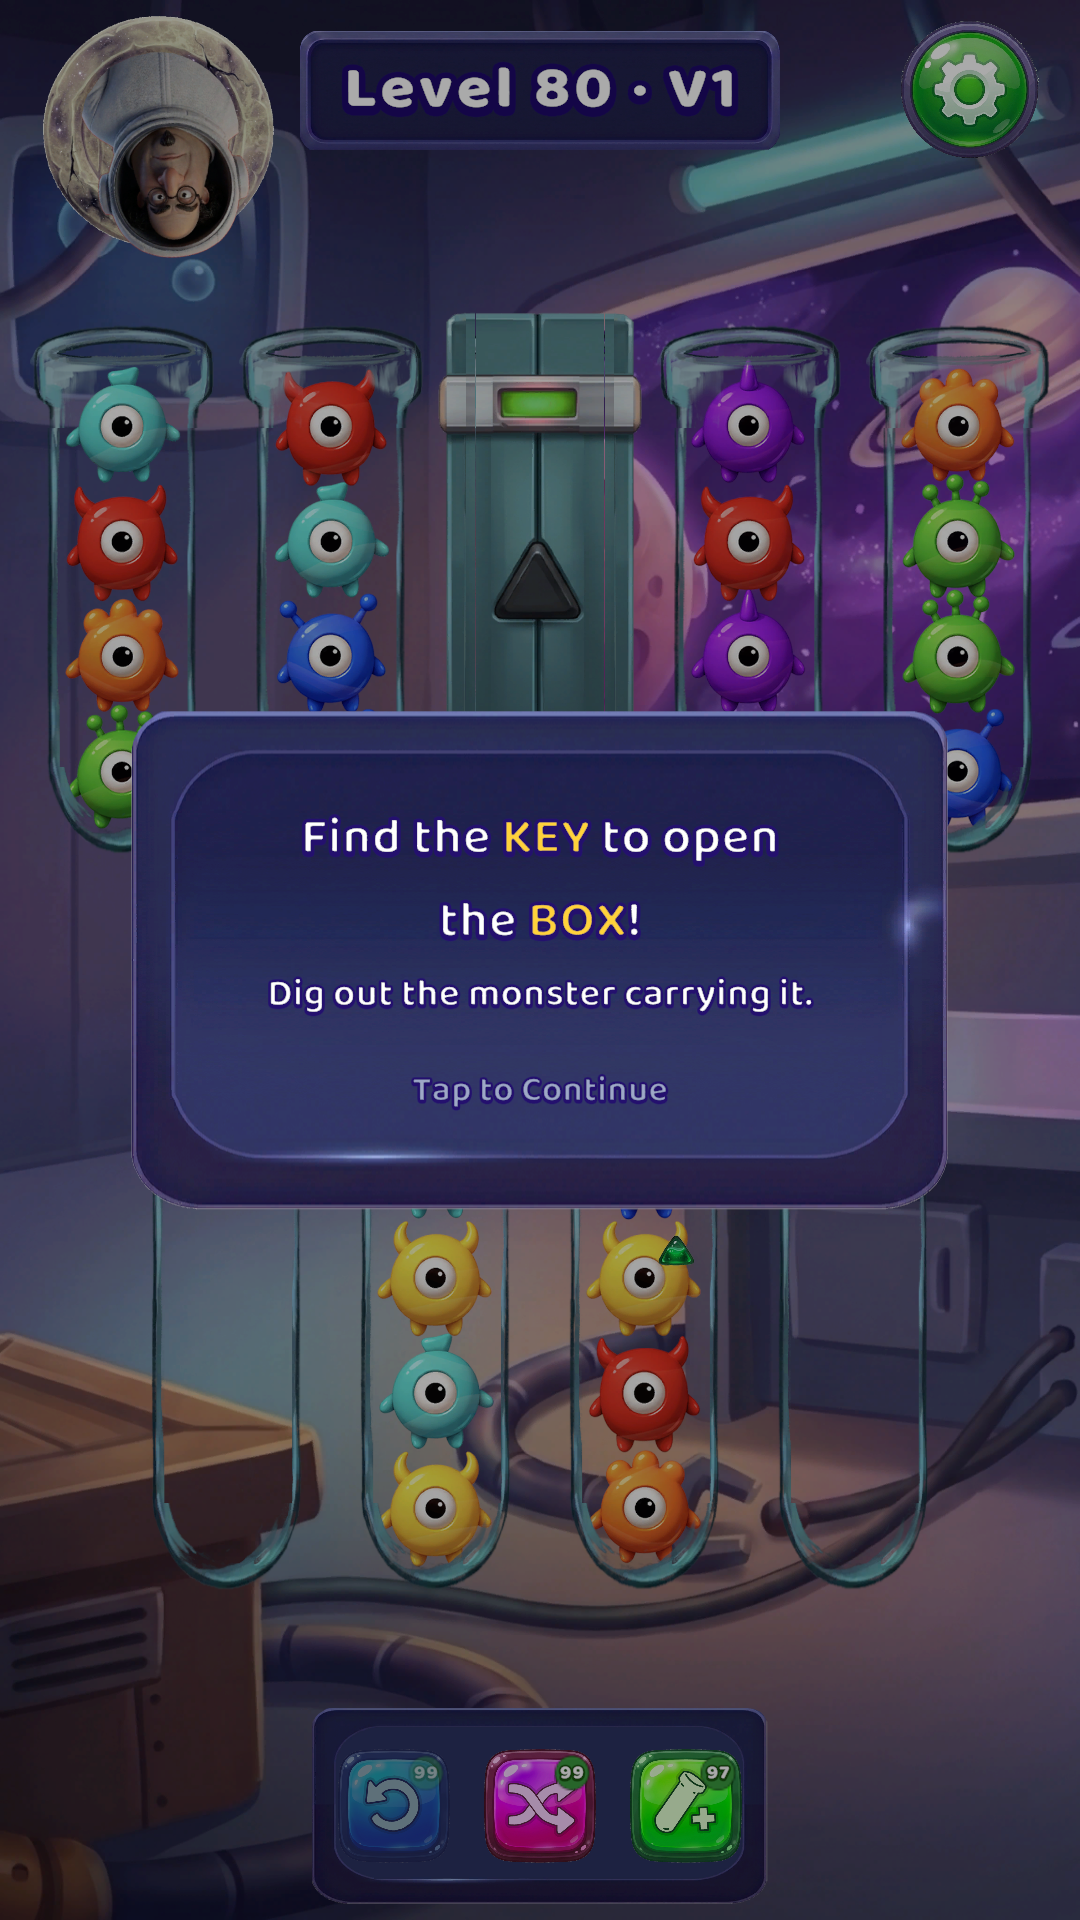 Level 80 · V1
Find the KEY to open
the BOX!
Dig out the monster carrying it.
Tap to Continue
99
99
97